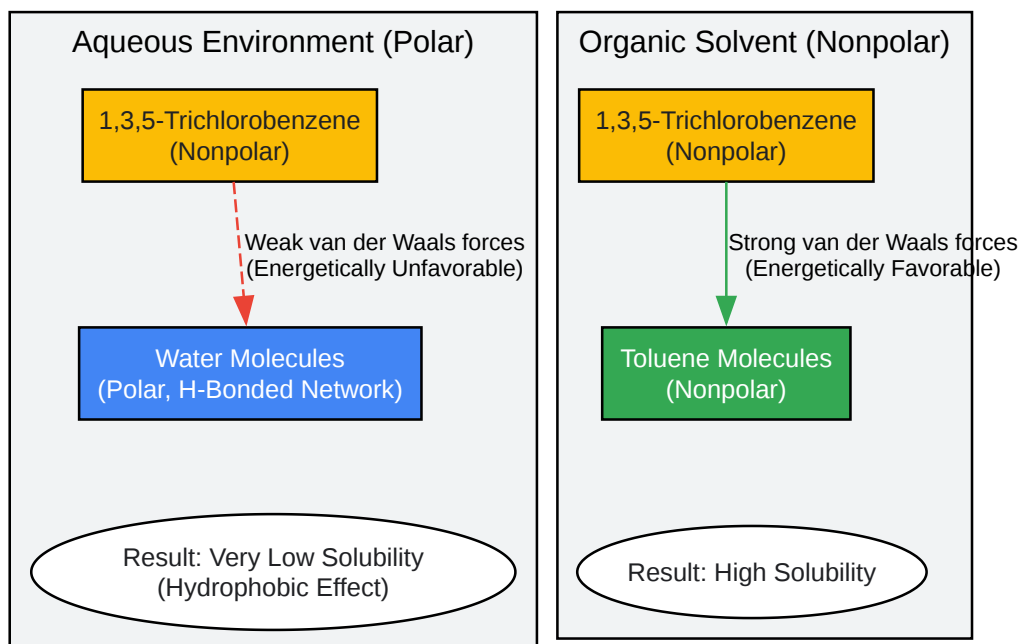 Aqueous Environment (Polar)
1,3,5-Trichlorobenzene
(Nonpolar)
Weak van der Waals forces
(Energetically Unfavorable)
Water Molecules
(Polar, H-Bonded Network)
Result: Very Low Solubility
(Hydrophobic Effect)
Organic Solvent (Nonpolar)
1,3,5-Trichlorobenzene
(Nonpolar)
Strong van der Waals forces
(Energetically Favorable)
Toluene Molecules
(Nonpolar)
Result: High Solubility